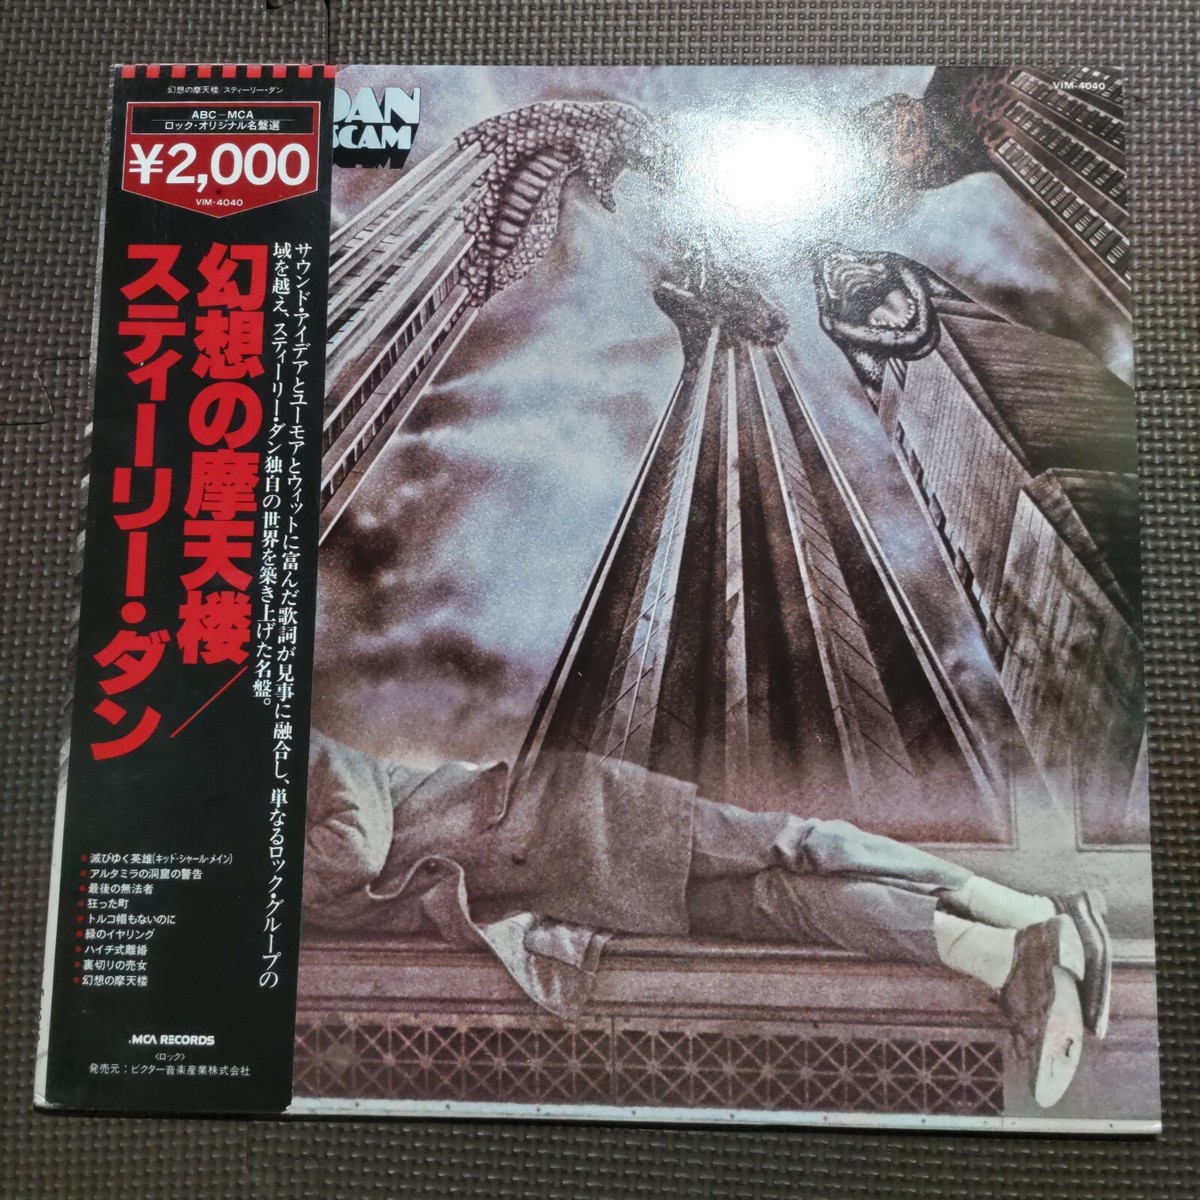 幻想の摩天楼 スティーリー・ダン
ABC—MCA
ロック・オリジナル名盤選
¥2,000
VIM-4040
サウンド・アイデアとユーモアとウィットに富んだ歌詞が見事に融合し、単なるロック・グループの
域を越え、スティーリー・ダン独自の世界を築き上げた名盤。
幻想の摩天楼/
スティーリー・ダン
●滅びゆく英雄(キッド・シャールメイン)
●アルタミラの洞窟の警告
●最後の無法者
●狂った町
●トルコ帽もないのに
●緑のイヤリング
●ハイチ式離婚
●裏切りの売女
●幻想の摩天楼
MCA RECORDS
〈ロック〉
発売元:ビクター音楽産業株式会社
DAN
SCAM
VIM-4040